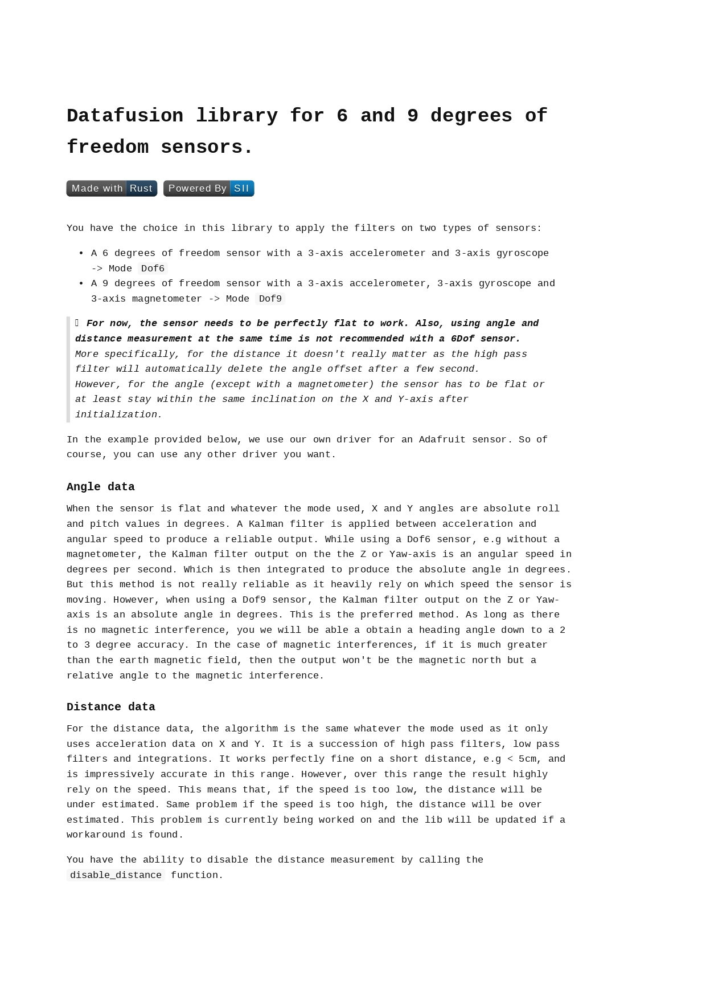 Datafusion library for 6 and 9 degrees of
freedom sensors.
Made with Rust Powered By SII
You have the choice in this library to apply the filters on two types of sensors:
• A 6 degrees of freedom sensor with a 3-axis accelerometer and 3-axis gyroscope
-> Mode Dof6
• A 9 degrees of freedom sensor with a 3-axis accelerometer, 3-axis gyroscope and
3-axis magnetometer -> Mode Dof9
For now, the sensor needs to be perfectly flat to work. Also, using angle and
distance measurement at the same time is not recommended with a 6Dof sensor.
More specifically, for the distance it doesn't really matter as the high pass
filter will automatically delete the angle offset after a few second.
However, for the angle (except with a magnetometer) the sensor has to be flat or
at least stay within the same inclination on the X and Y-axis after
initialization.
In the example provided below, we use our own driver for an Adafruit sensor. So of
course, you can use any other driver you want.
Angle data
When the sensor is flat and whatever the mode used, X and Y angles are absolute roll
and pitch values in degrees. A Kalman filter is applied between acceleration and
angular speed to produce a reliable output. While using a Dof6 sensor, e.g without a
magnetometer, the Kalman filter output on the the Z or Yaw-axis is an angular speed in
degrees per second. Which is then integrated to produce the absolute angle in degrees.
But this method is not really reliable as it heavily rely on which speed the sensor is
moving. However, when using a Dof9 sensor, the Kalman filter output on the Z or Yaw-
axis is an absolute angle in degrees. This is the preferred method. As long as there
is no magnetic interference, you we will be able a obtain a heading angle down to a 2
to 3 degree accuracy. In the case of magnetic interferences, if it is much greater
than the earth magnetic field, then the output won't be the magnetic north but a
relative angle to the magnetic interference.
Distance data
For the distance data, the algorithm is the same whatever the mode used as it only
uses acceleration data on X and Y. It is a succession of high pass filters, low pass
filters and integrations. It works perfectly fine on a short distance, e.g < 5cm, and
is impressively accurate in this range. However, over this range the result highly
rely on the speed. This means that, if the speed is too low, the distance will be
under estimated. Same problem if the speed is too high, the distance will be over
estimated. This problem is currently being worked on and the lib will be updated if a
workaround is found.
You have the ability to disable the distance measurement by calling the
disable_distance function.